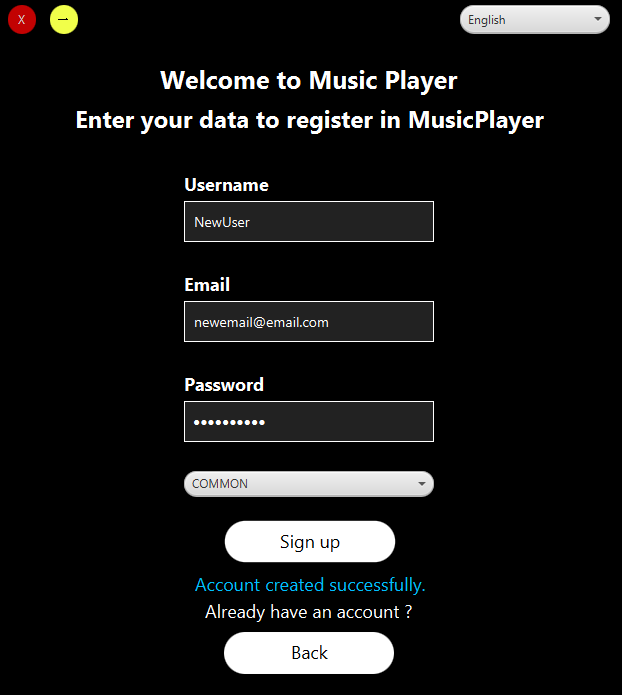 X
English
Welcome to Music Player
Enter your data to register in MusicPlayer
Username
NewUser
Email
newemail@email.com
Password
••••••••••
COMMON
Sign up
Account created successfully.
Already have an account ?
Back